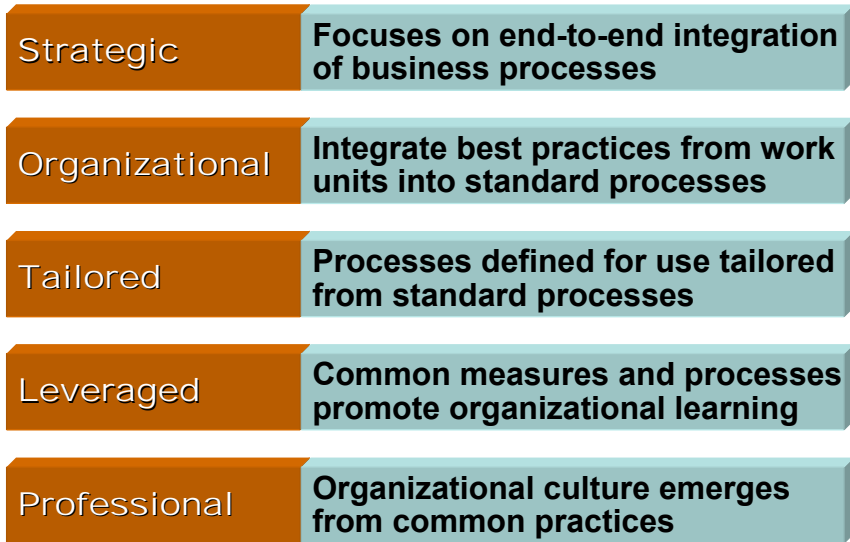 Strategic
Focuses on end-to-end integration
of business processes
Organizational
Integrate best practices from work
units into standard processes
Tailored
Processes defined for use tailored
from standard processes
Leveraged
Common measures and processes
promote organizational learning
Professional
Organizational culture emerges
from common practices